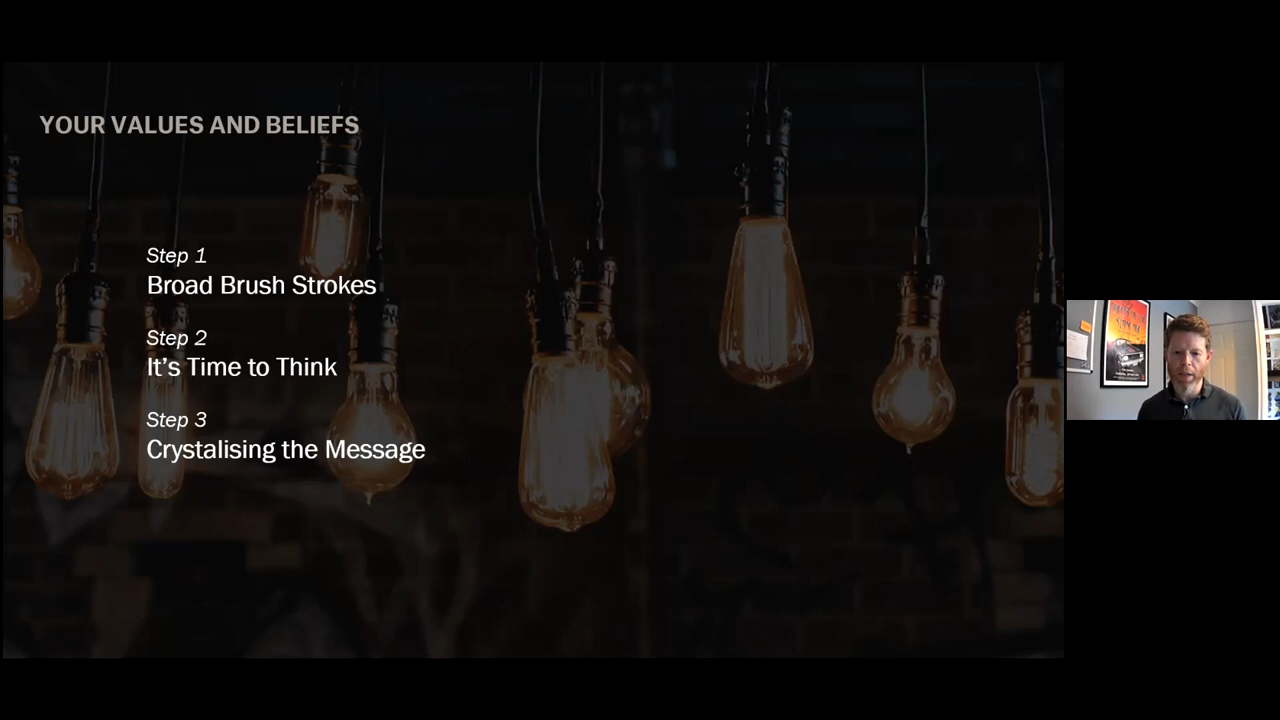 YOUR VALUES AND BELIEFS
Step 1
Broad Brush Strokes
Step 2
It’s Time to Think
Step 3
Crystalising the Message